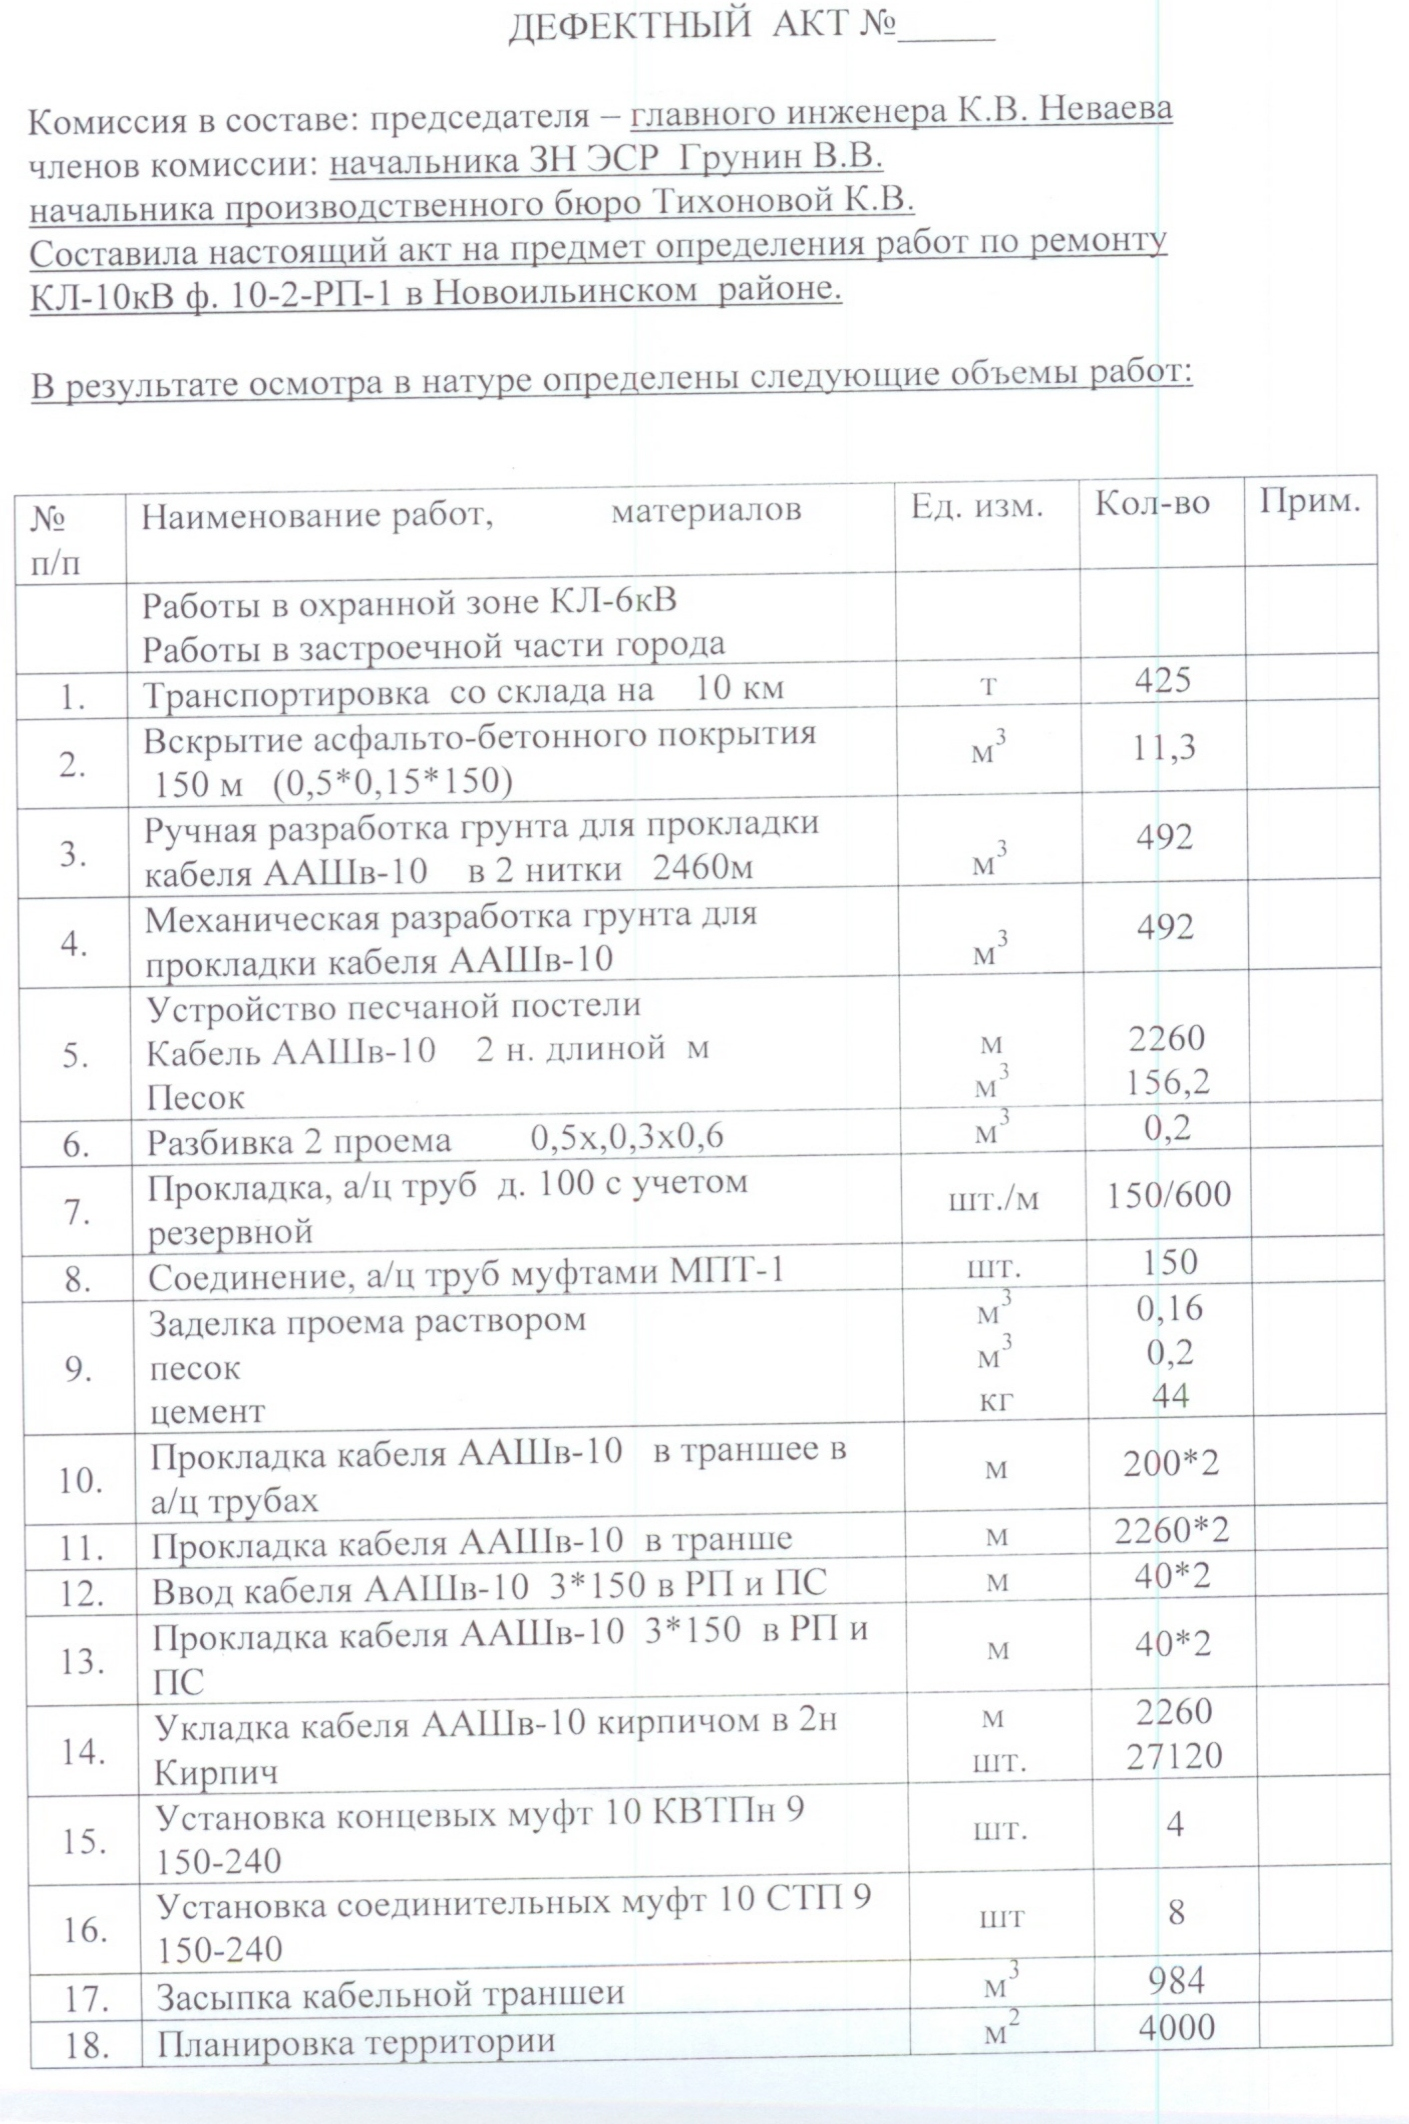 ДЕФЕКТНЫЙ АКТ №_____
Комиссия в составе: председателя – главного инженера К.В. Неваева
членов комиссии: начальника ЗН ЭСР Грунин В.В.
начальника производственного бюро Тихоновой К.В.
Составила настоящий акт на предмет определения работ по ремонту
КЛ-10кВ ф. 10-2-РП-1 в Новоильинском районе.
В результате осмотра в натуре определены следующие объемы работ:
№ п/п Наименование работ, материалов Ед. изм. Кол-во Прим.
Работы в охранной зоне КЛ-6кВ
Работы в застроечной части города
1. Транспортировка со склада на 10 км т 425
2. Вскрытие асфальто-бетонного покрытия м³ 11,3
150 м (0,5*0,15*150)
3. Ручная разработка грунта для прокладки 492
кабеля ААШв-10 в 2 нитки 2460м м³
4. Механическая разработка грунта для 492
прокладки кабеля ААШв-10 м³
5. Устройство песчаной постели
Кабель ААШв-10 2 н. длиной м м 2260
Песок м³ 156,2
6. Разбивка 2 проема 0,5х,0,3х0,6 м³ 0,2
7. Прокладка, а/ц труб д. 100 с учетом шт./м 150/600
резервной
8. Соединение, а/ц труб муфтами МПТ-1 шт. 150
9. Заделка проема раствором м³ 0,16
песок м³ 0,2
цемент кг 44
10. Прокладка кабеля ААШв-10 в траншее в м 200*2
а/ц трубах
11. Прокладка кабеля ААШв-10 в транше м 2260*2
12. Ввод кабеля ААШв-10 3*150 в РП и ПС м 40*2
13. Прокладка кабеля ААШв-10 3*150 в РП и м 40*2
ПС
14. Укладка кабеля ААШв-10 кирпичом в 2н м 2260
Кирпич шт. 27120
15. Установка концевых муфт 10 КВТПн 9 шт. 4
150-240
16. Установка соединительных муфт 10 СТП 9 шт 8
150-240
17. Засыпка кабельной траншеи м³ 984
18. Планировка территории м² 4000